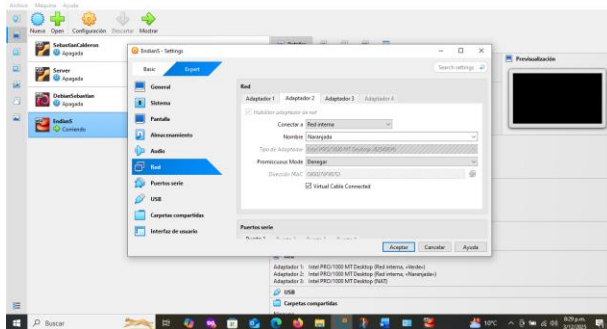 Archivo Máquina Ayuda
Nueva Open Configuración Descartar Mostrar
SebastianCalderon
Apagada
Server
Apagada
DebianSebastian
Apagada
EndianS
Corriendo
Previsualización
EndianS - Settings
Basic Expert
Search settings
General
Sistema
Pantalla
Almacenamiento
Audio
Red
Puertos serie
USB
Carpetas compartidas
Interfaz de usuario
Red
Adaptador 1 Adaptador 2 Adaptador 3 Adaptador 4
Habilitar adaptador de red
Conectar a Red interna
Nombre Naranjada
Tipo de Adaptador Intel PRO/1000 MT Desktop
Promiscuous Mode Denegar
Dirección MAC
Virtual Cable Connected
Puertos serie
Aceptar Cancelar Ayuda
Adaptador 1: Intel PRO/1000 MT Desktop (Red interna, «Verde»)
Adaptador 2: Intel PRO/1000 MT Desktop (Red interna, «Naranjada»)
Adaptador 3: Intel PRO/1000 MT Desktop (NAT)
USB
Carpetas compartidas
Buscar
10°C
8:29 p.m.
5/12/2025